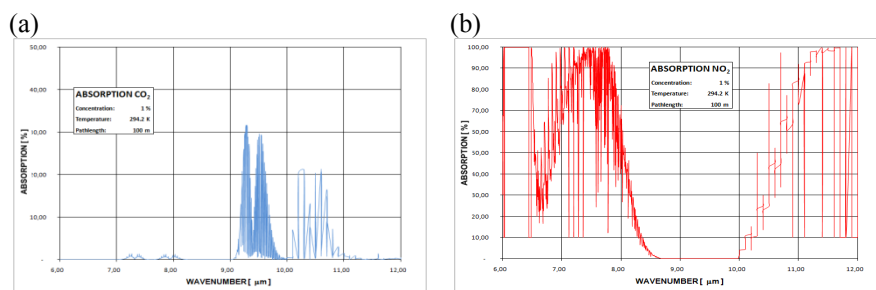 (a)
50,00
40,00
30,00
20,00
10,00
-
ABSORPTION [%]
ABSORPTION CO₂
Concentration: 1 %
Temperature: 294.2 K
Pathlength: 100 m
6,00 7,00 8,00 9,00 10,00 11,00 12,00
WAVENUMBER [ µm]
(b)
100,00
90,00
80,00
70,00
60,00
50,00
40,00
30,00
20,00
10,00
-
ABSORPTION [%]
ABSORPTION NO₂
Concentration: 1 %
Temperature: 294.2 K
Pathlength: 100 m
6,00 7,00 8,00 9,00 10,00 11,00 12,00
WAVENUMBER [ µm]